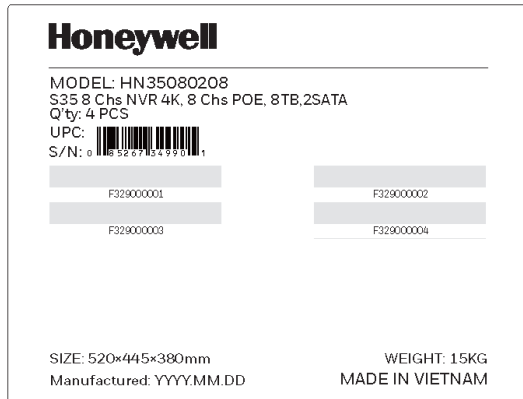 Honeywell
MODEL: HN35080208
S35 8 Chs NVR 4K, 8 Chs POE, 8TB,2SATA
Q'ty: 4 PCS
UPC:
S/N: 0 85267 34990 1
F329000001 F329000002
F329000003 F329000004
SIZE: 520×445×380mm WEIGHT: 15KG
Manufactured: YYYY.MM.DD MADE IN VIETNAM